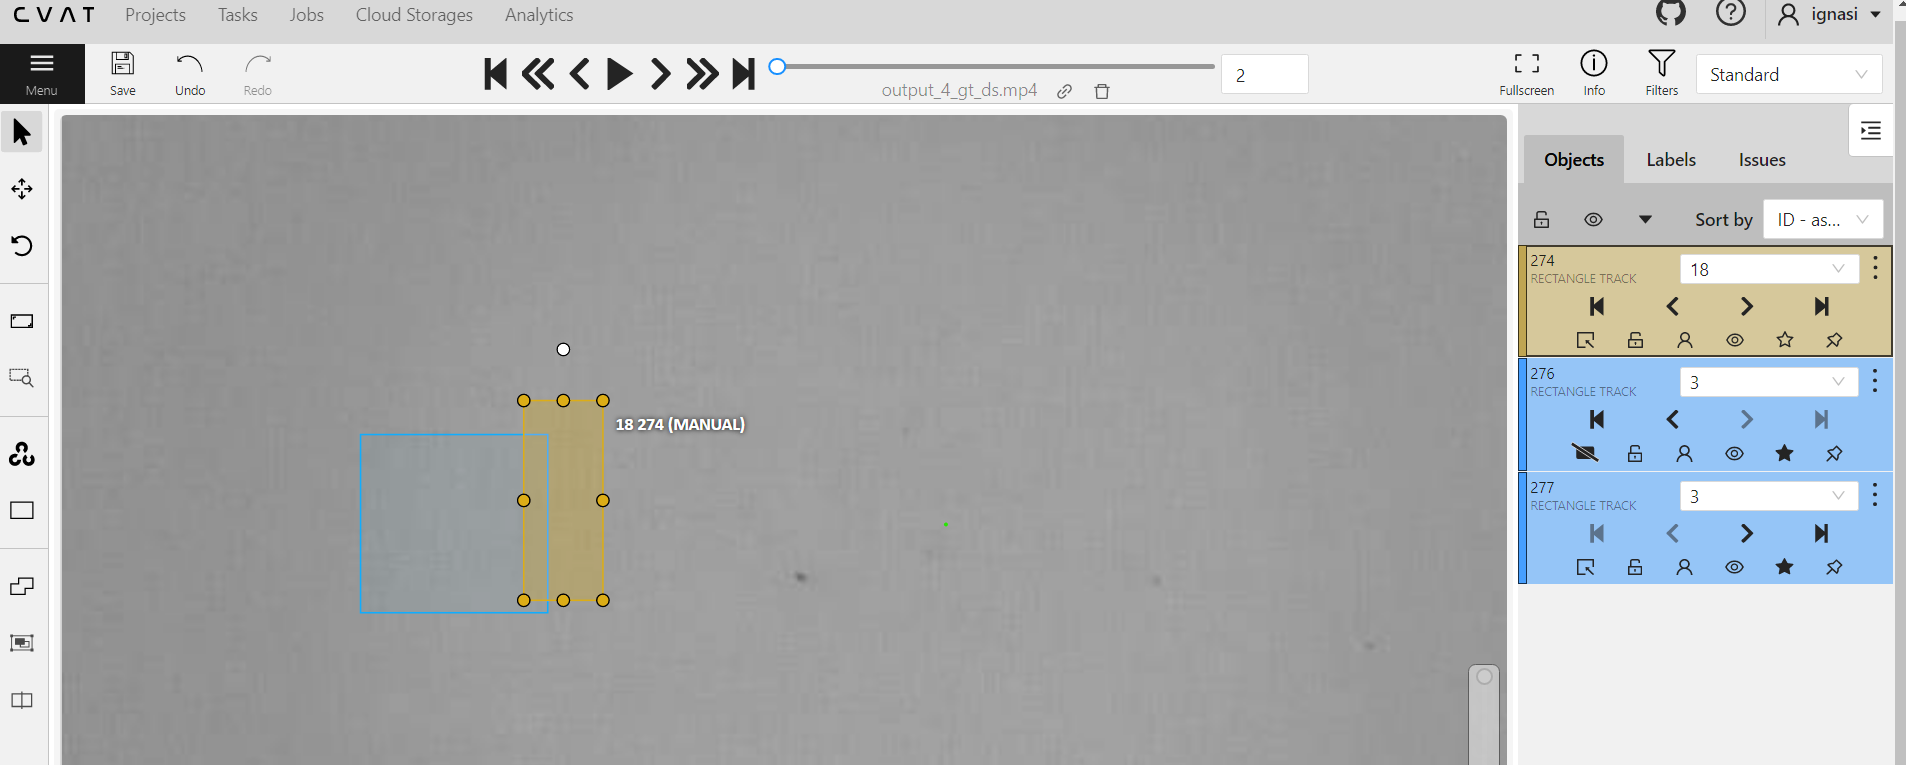 CVAT Projects Tasks Jobs Cloud Storages Analytics ignasi
Menu Save Undo Redo output_4_gt_ds.mp4 2 Fullscreen Info Filters Standard
Objects Labels Issues
Sort by ID - as...
274 18
RECTANGLE TRACK
276 3
RECTANGLE TRACK
18 274 (MANUAL)
277 3
RECTANGLE TRACK